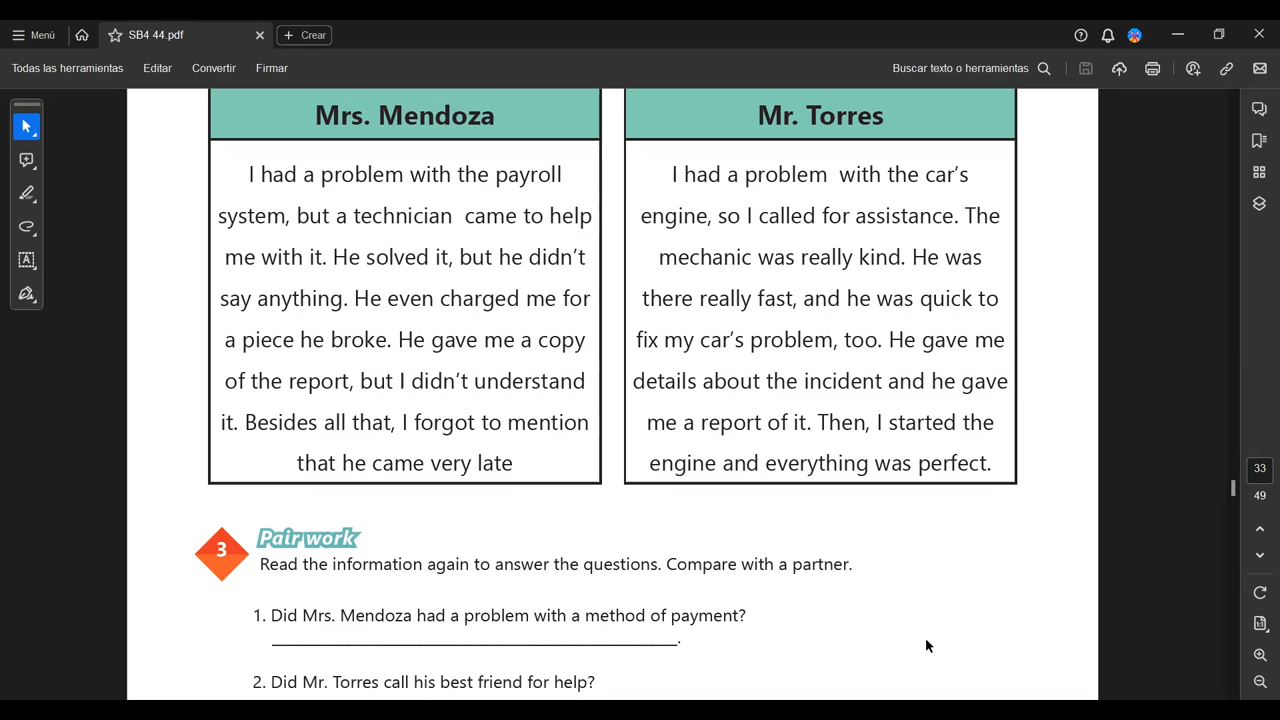 Menú
SB4 44.pdf
Crear
Todas las herramientas
Editar
Convertir
Firmar
Buscar texto o herramientas
Mrs. Mendoza
I had a problem with the payroll
system, but a technician came to help
me with it. He solved it, but he didn't
say anything. He even charged me for
a piece he broke. He gave me a copy
of the report, but I didn't understand
it. Besides all that, I forgot to mention
that he came very late
Mr. Torres
I had a problem with the car's
engine, so I called for assistance. The
mechanic was really kind. He was
there really fast, and he was quick to
fix my car's problem, too. He gave me
details about the incident and he gave
me a report of it. Then, I started the
engine and everything was perfect.
3
Pair work
Read the information again to answer the questions. Compare with a partner.
1. Did Mrs. Mendoza had a problem with a method of payment?
.
2. Did Mr. Torres call his best friend for help?
33
49